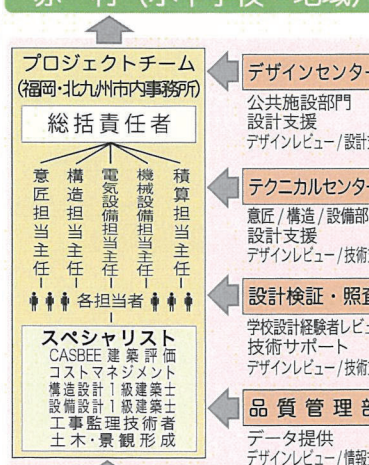 プロジェクトチーム
(福岡・北九州市内事務所)
総括責任者
意匠担当主任
構造担当主任
電気設備担当主任
機械設備担当主任
積算担当主任
各担当者
スペシャリスト
CASBEE 建築評価
コストマネジメント
構造設計1級建築士
設備設計1級建築士
工事監理技術者
土木・景観形成
デザインセンター
公共施設部門
設計支援
デザインレビュー/設計
テクニカルセンター
意匠/構造/設備部
設計支援
デザインレビュー/技術
設計検証・照査
学校設計経験者レビュ
技術サポート
デザインレビュー/技術
品質管理部
データ提供
デザインレビュー/情報